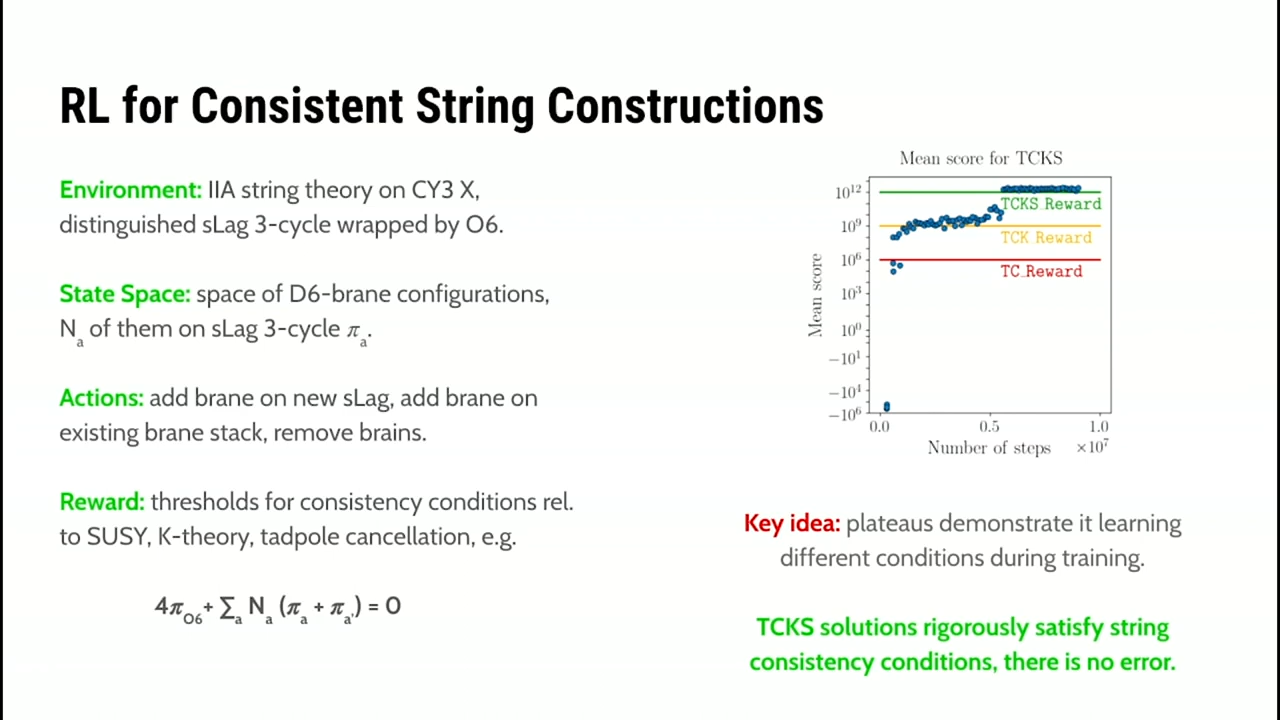 RL for Consistent String Constructions
Environment: IIA string theory on CY3 X,
distinguished sLag 3-cycle wrapped by O6.
State Space: space of D6-brane configurations,
Nₐ of them on sLag 3-cycle πₐ.
Actions: add brane on new sLag, add brane on
existing brane stack, remove brains.
Reward: thresholds for consistency conditions rel.
to SUSY, K-theory, tadpole cancellation, e.g.
4π_O6 + ∑ₐ Nₐ (πₐ + πₐ') = 0
Mean score for TCKS
Mean score
10¹²
10⁹
10⁶
10³
10⁰
−10¹
−10⁴
−10⁶
TCKS Reward
TCK Reward
TC Reward
0.0
0.5
1.0
Number of steps
×10⁷
Key idea: plateaus demonstrate it learning
different conditions during training.
TCKS solutions rigorously satisfy string
consistency conditions, there is no error.